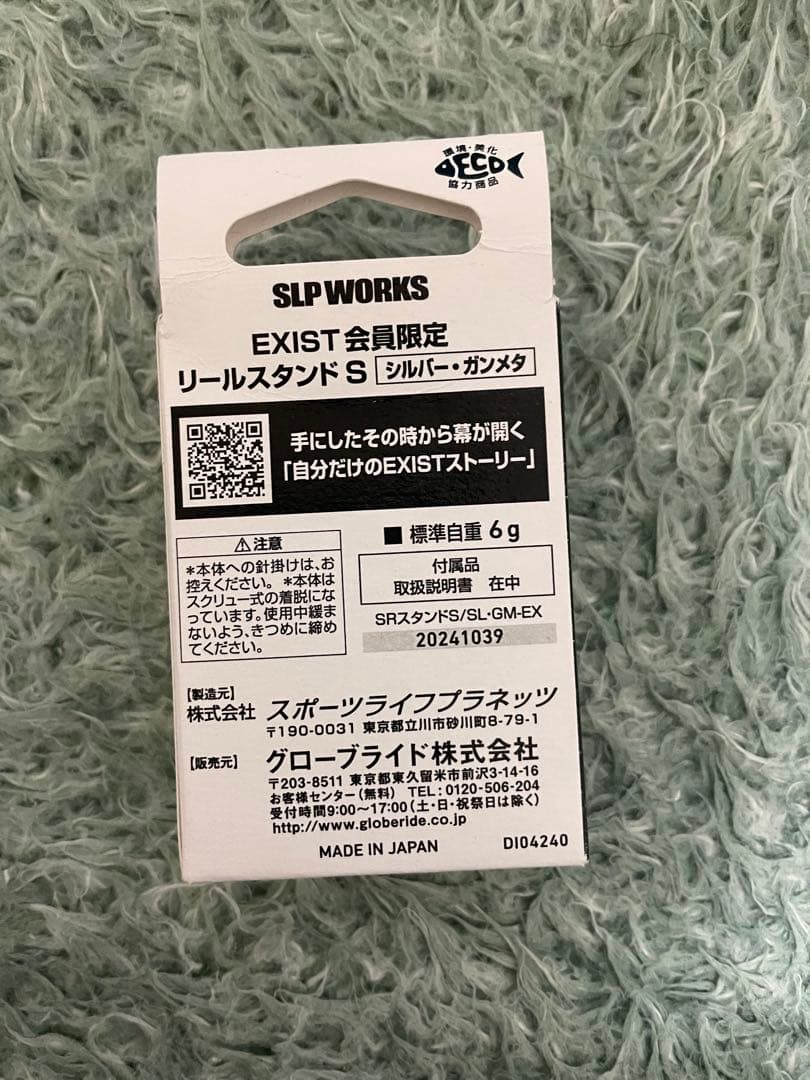 環境・美化
ECO
協力商品
SLP WORKS
EXIST 会員限定
リールスタンド S シルバー・ガンメタ
手にしたその時から幕が開く
「自分だけのEXISTストーリー」
■ 標準自重 6g
⚠注意
*本体への針掛けは、お
控えください。 *本体は
スクリュー式の着脱にな
っています。使用中緩ま
ないよう、きつめに締め
てください。
付属品
取扱説明書 在中
SRスタンドS/SL・GM-EX
20241039
【製造元】
株式会社 スポーツライフプラネッツ
〒190-0031 東京都立川市砂川町8-79-1
【販売元】 グローブライド株式会社
〒203-8511 東京都東久留米市前沢3-14-16
お客様センター(無料) TEL:0120-506-204
受付時間9:00~17:00(土・日・祝祭日は除く)
http://www.globeride.co.jp
MADE IN JAPAN DI04240